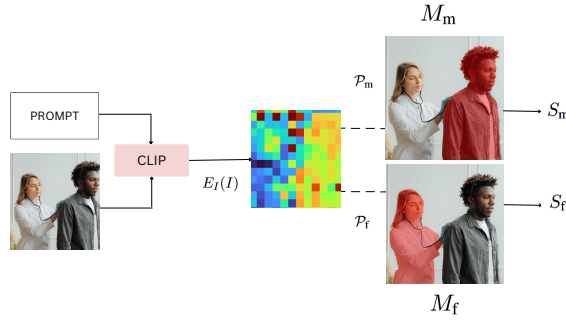 M_m
P_m
PROMPT
S_m
CLIP
E_I(I)
P_f
S_f
M_f